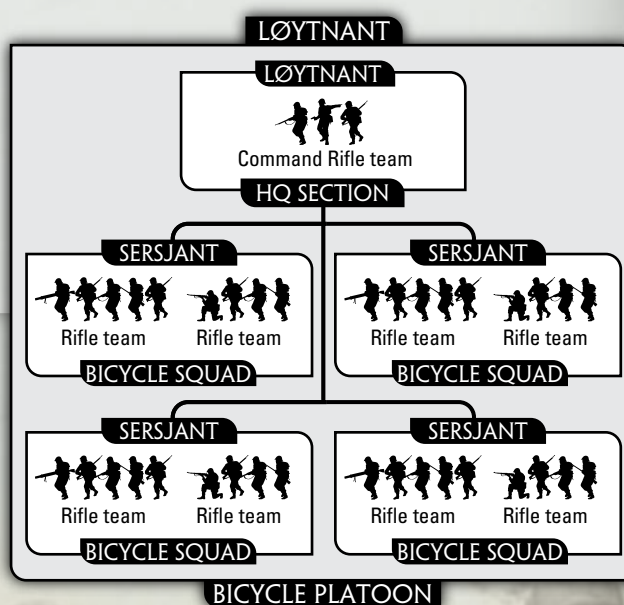 LØYTNANT
LØYTNANT
Command Rifle team
HQ SECTION
SERSJANT
Rifle team Rifle team
BICYCLE SQUAD
SERSJANT
Rifle team Rifle team
BICYCLE SQUAD
SERSJANT
Rifle team Rifle team
BICYCLE SQUAD
SERSJANT
Rifle team Rifle team
BICYCLE SQUAD
BICYCLE PLATOON